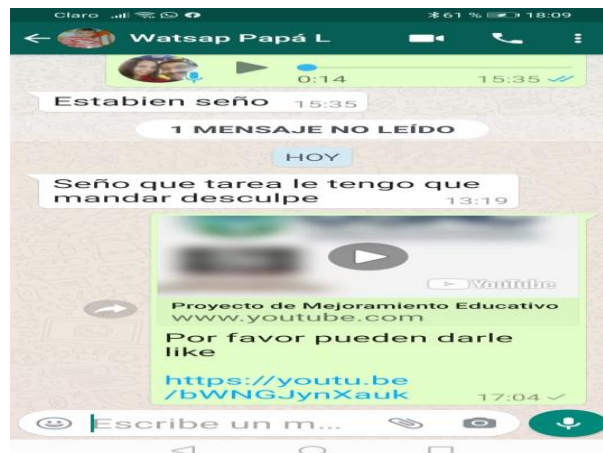 Claro 61 % 18:09
Watsap Papá L
0:14 15:35
Estabien seño 15:35
1 MENSAJE NO LEÍDO
HOY
Seño que tarea le tengo que
mandar desculpe 13:19
YouTube
Proyecto de Mejoramiento Educativo
www.youtube.com
Por favor pueden darle
like
https://youtu.be
/bWNGJynXauk 17:04
Escribe un m...